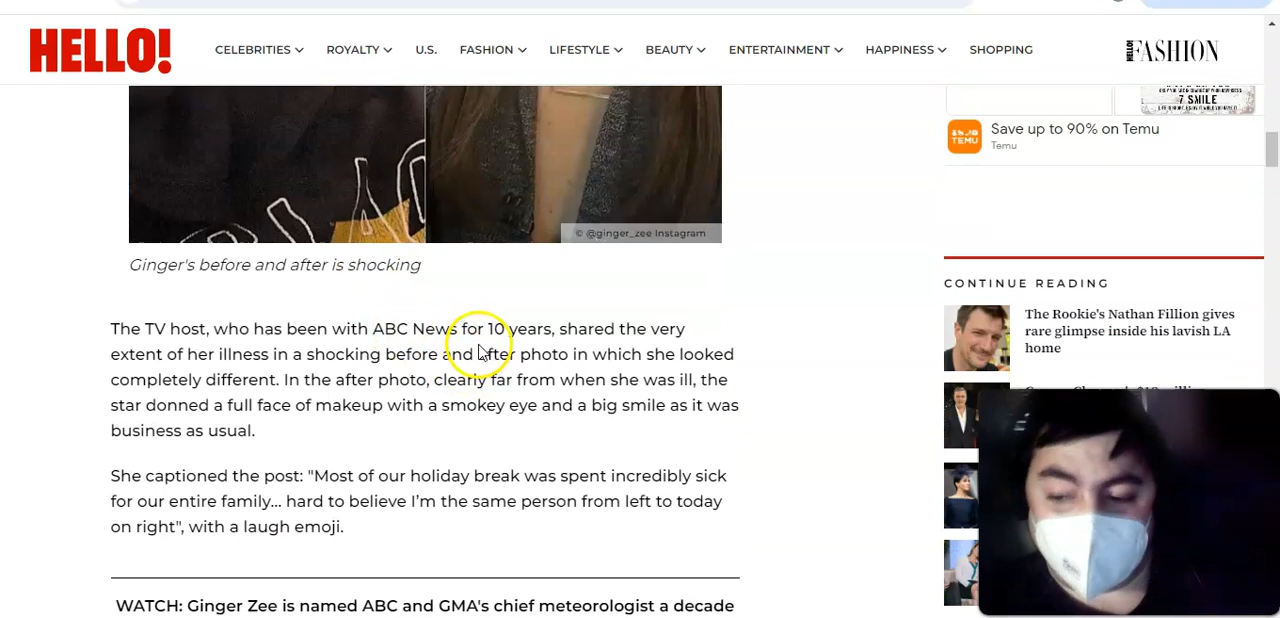 HELLO!
CELEBRITIES ROYALTY U.S. FASHION LIFESTYLE BEAUTY ENTERTAINMENT HAPPINESS SHOPPING
HELLO! FASHION
7 SMILE
Save up to 90% on Temu
TEMU
Temu
© @ginger_zee Instagram
Ginger's before and after is shocking
The TV host, who has been with ABC News for 10 years, shared the very
extent of her illness in a shocking before and after photo in which she looked
completely different. In the after photo, clearly far from when she was ill, the
star donned a full face of makeup with a smokey eye and a big smile as it was
business as usual.
She captioned the post: "Most of our holiday break was spent incredibly sick
for our entire family... hard to believe I'm the same person from left to today
on right", with a laugh emoji.
WATCH: Ginger Zee is named ABC and GMA's chief meteorologist a decade
CONTINUE READING
The Rookie's Nathan Fillion gives
rare glimpse inside his lavish LA
home